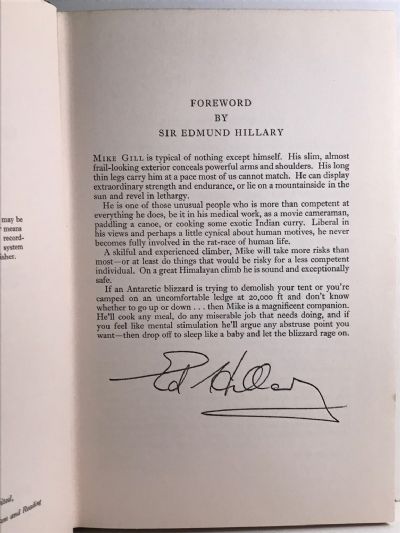 may be
means
record-
system
isher.
ited,
and Reading
FOREWORD
BY
SIR EDMUND HILLARY
MIKE GILL is typical of nothing except himself. His slim, almost
frail-looking exterior conceals powerful arms and shoulders. His long
thin legs carry him at a pace most of us cannot match. He can display
extraordinary strength and endurance, or lie on a mountainside in the
sun and revel in lethargy.
He is one of those unusual people who is more than competent at
everything he does, be it in his medical work, as a movie cameraman,
paddling a canoe, or cooking some exotic Indian curry. Liberal in
his views and perhaps a little cynical about human motives, he never
becomes fully involved in the rat-race of human life.
A skilful and experienced climber, Mike will take more risks than
most—or at least do things that would be risky for a less competent
individual. On a great Himalayan climb he is sound and exceptionally
safe.
If an Antarctic blizzard is trying to demolish your tent or you're
camped on an uncomfortable ledge at 20,000 ft and don't know
whether to go up or down . . . then Mike is a magnificent companion.
He'll cook any meal, do any miserable job that needs doing, and if
you feel like mental stimulation he'll argue any abstruse point you
want—then drop off to sleep like a baby and let the blizzard rage on.
Ed Hillary